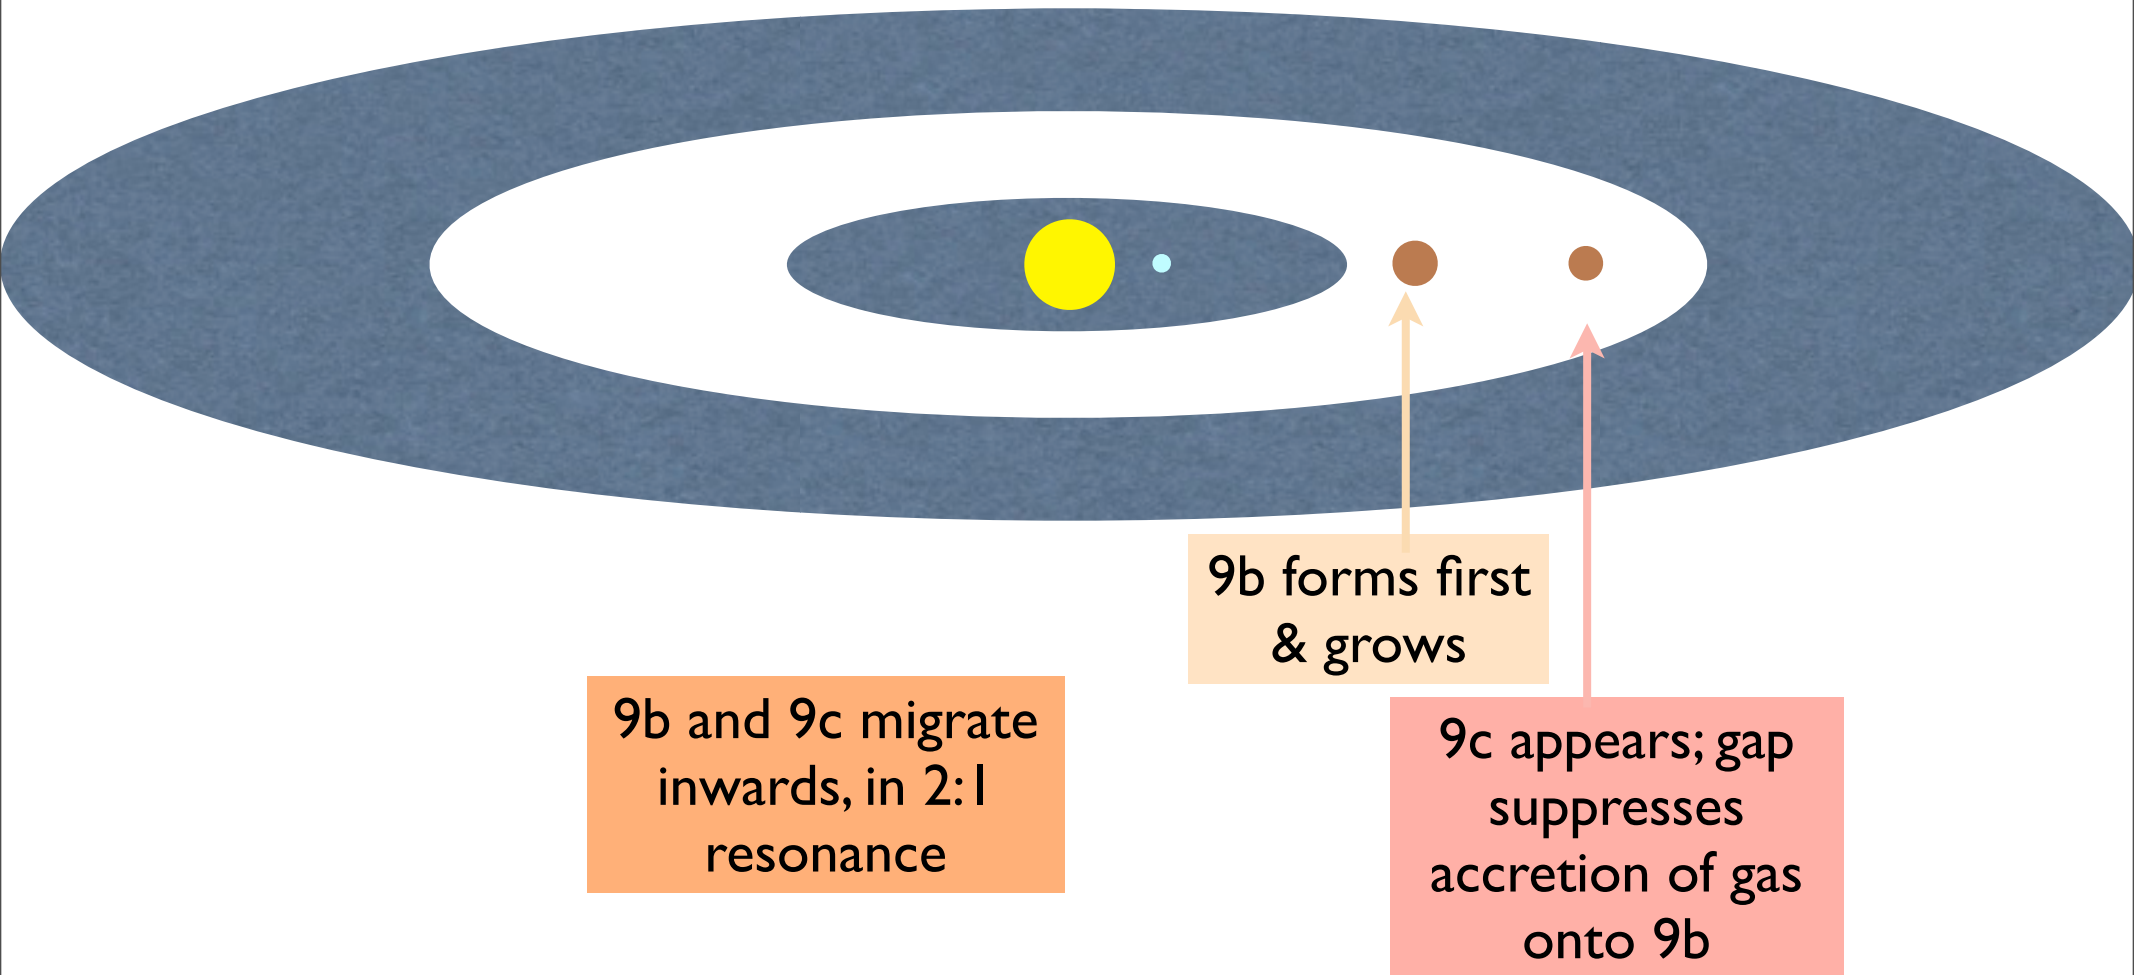 9b forms first
& grows
9b and 9c migrate
inwards, in 2:1
resonance
9c appears; gap
suppresses
accretion of gas
onto 9b